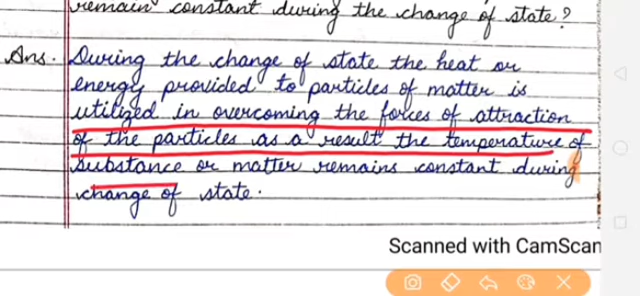 remain constant during the change of state?
Ans. During the change of state the heat or
energy provided to particles of matter is
utilized in overcoming the forces of attraction
of the particles as a result the temperature of
substance or matter remains constant during
change of state.
Scanned with CamScan